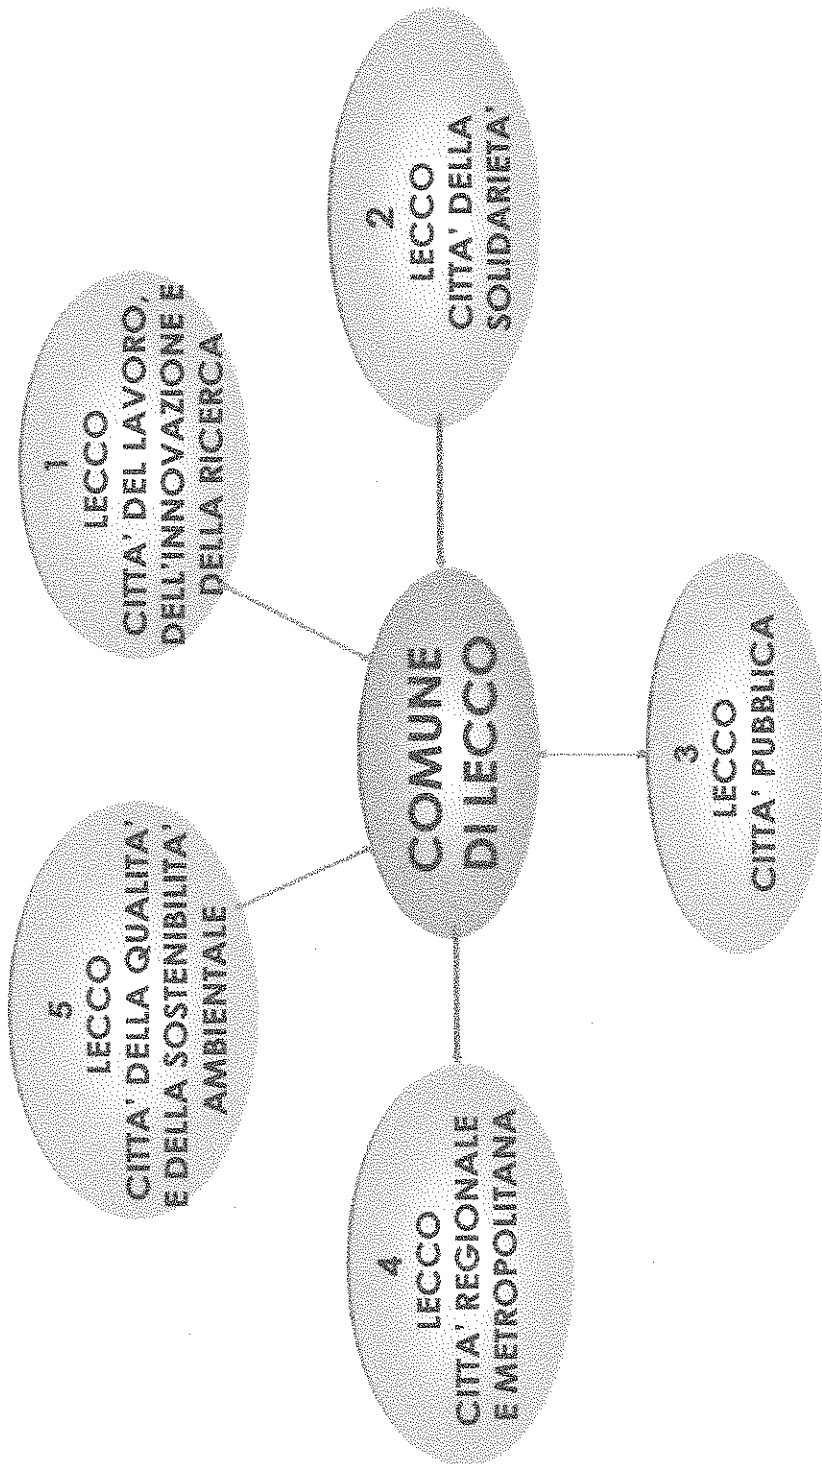 5
LECCO
CITTA' DELLA QUALITA'
E DELLA SOSTENIBILITA'
AMBIENTALE
1
LECCO
CITTA' DEL LAVORO,
DELL'INNOVAZIONE E
DELLA RICERCA
4
LECCO
CITTA' REGIONALE
E METROPOLITANA
COMUNE
DI LECCO
2
LECCO
CITTA' DELLA
SOLIDARIETA'
3
LECCO
CITTA' PUBBLICA